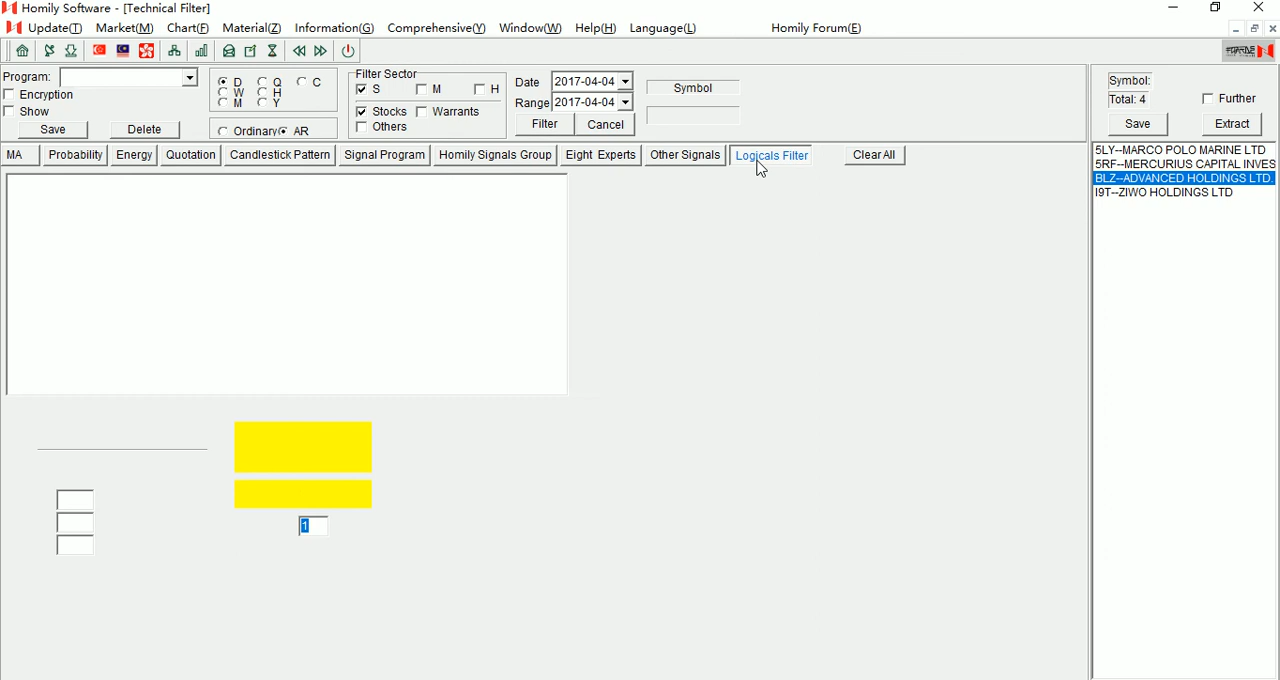 Homily Software - [Technical Filter]
Update(T) Market(M) Chart(F) Material(Z) Information(G) Comprehensive(Y) Window(W) Help(H) Language(L) Homily Forum(E)
Program:
Encryption
Show
Save Delete
D Q C
W H
M Y
Ordinary AR
Filter Sector
S M H
Stocks Warrants
Others
Date 2017-04-04
Range 2017-04-04
Filter Cancel
Symbol
Symbol:
Total: 4 Further
Save Extract
MA Probability Energy Quotation Candlestick Pattern Signal Program Homily Signals Group Eight Experts Other Signals Logicals Filter Clear All
5LY--MARCO POLO MARINE LTD
5RF--MERCURIUS CAPITAL INVES
BLZ--ADVANCED HOLDINGS LTD.
I9T--ZIWO HOLDINGS LTD
1